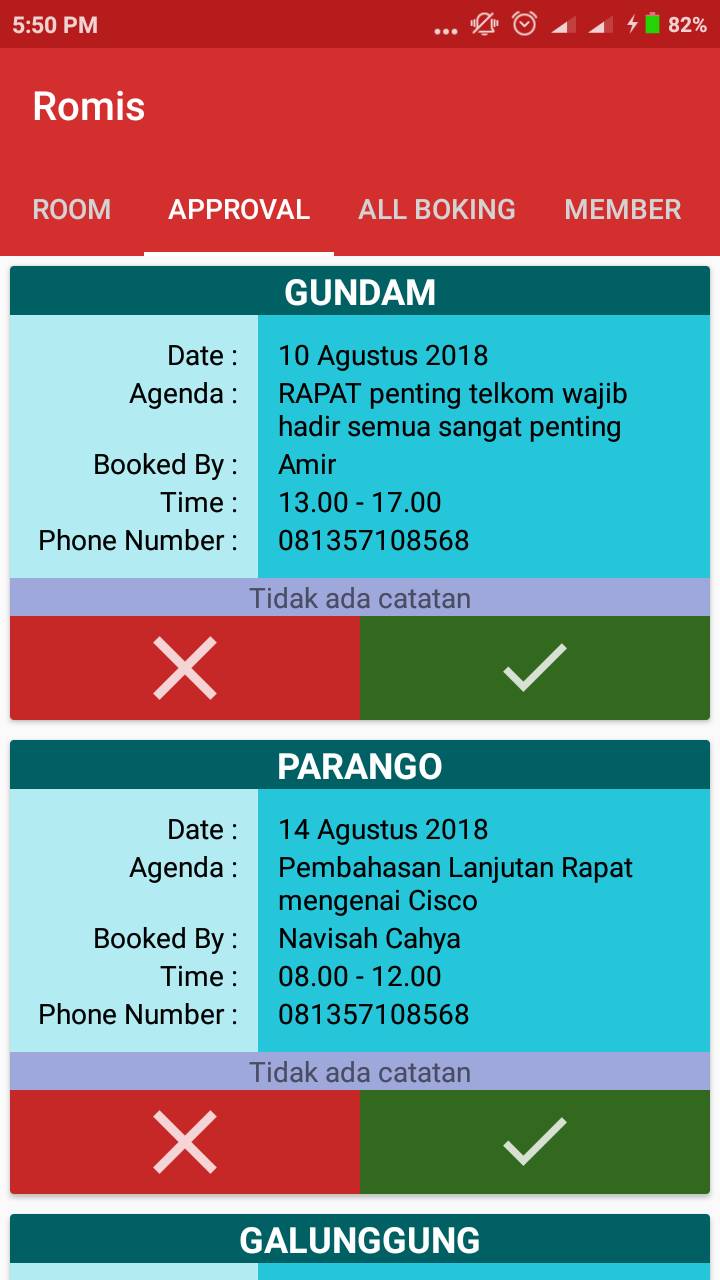 5:50 PM
82%
Romis
ROOM APPROVAL ALL BOKING MEMBER
GUNDAM
Date : 10 Agustus 2018
Agenda : RAPAT penting telkom wajib
hadir semua sangat penting
Booked By : Amir
Time : 13.00 - 17.00
Phone Number : 081357108568
Tidak ada catatan
PARANGO
Date : 14 Agustus 2018
Agenda : Pembahasan Lanjutan Rapat
mengenai Cisco
Booked By : Navisah Cahya
Time : 08.00 - 12.00
Phone Number : 081357108568
Tidak ada catatan
GALUNGGUNG